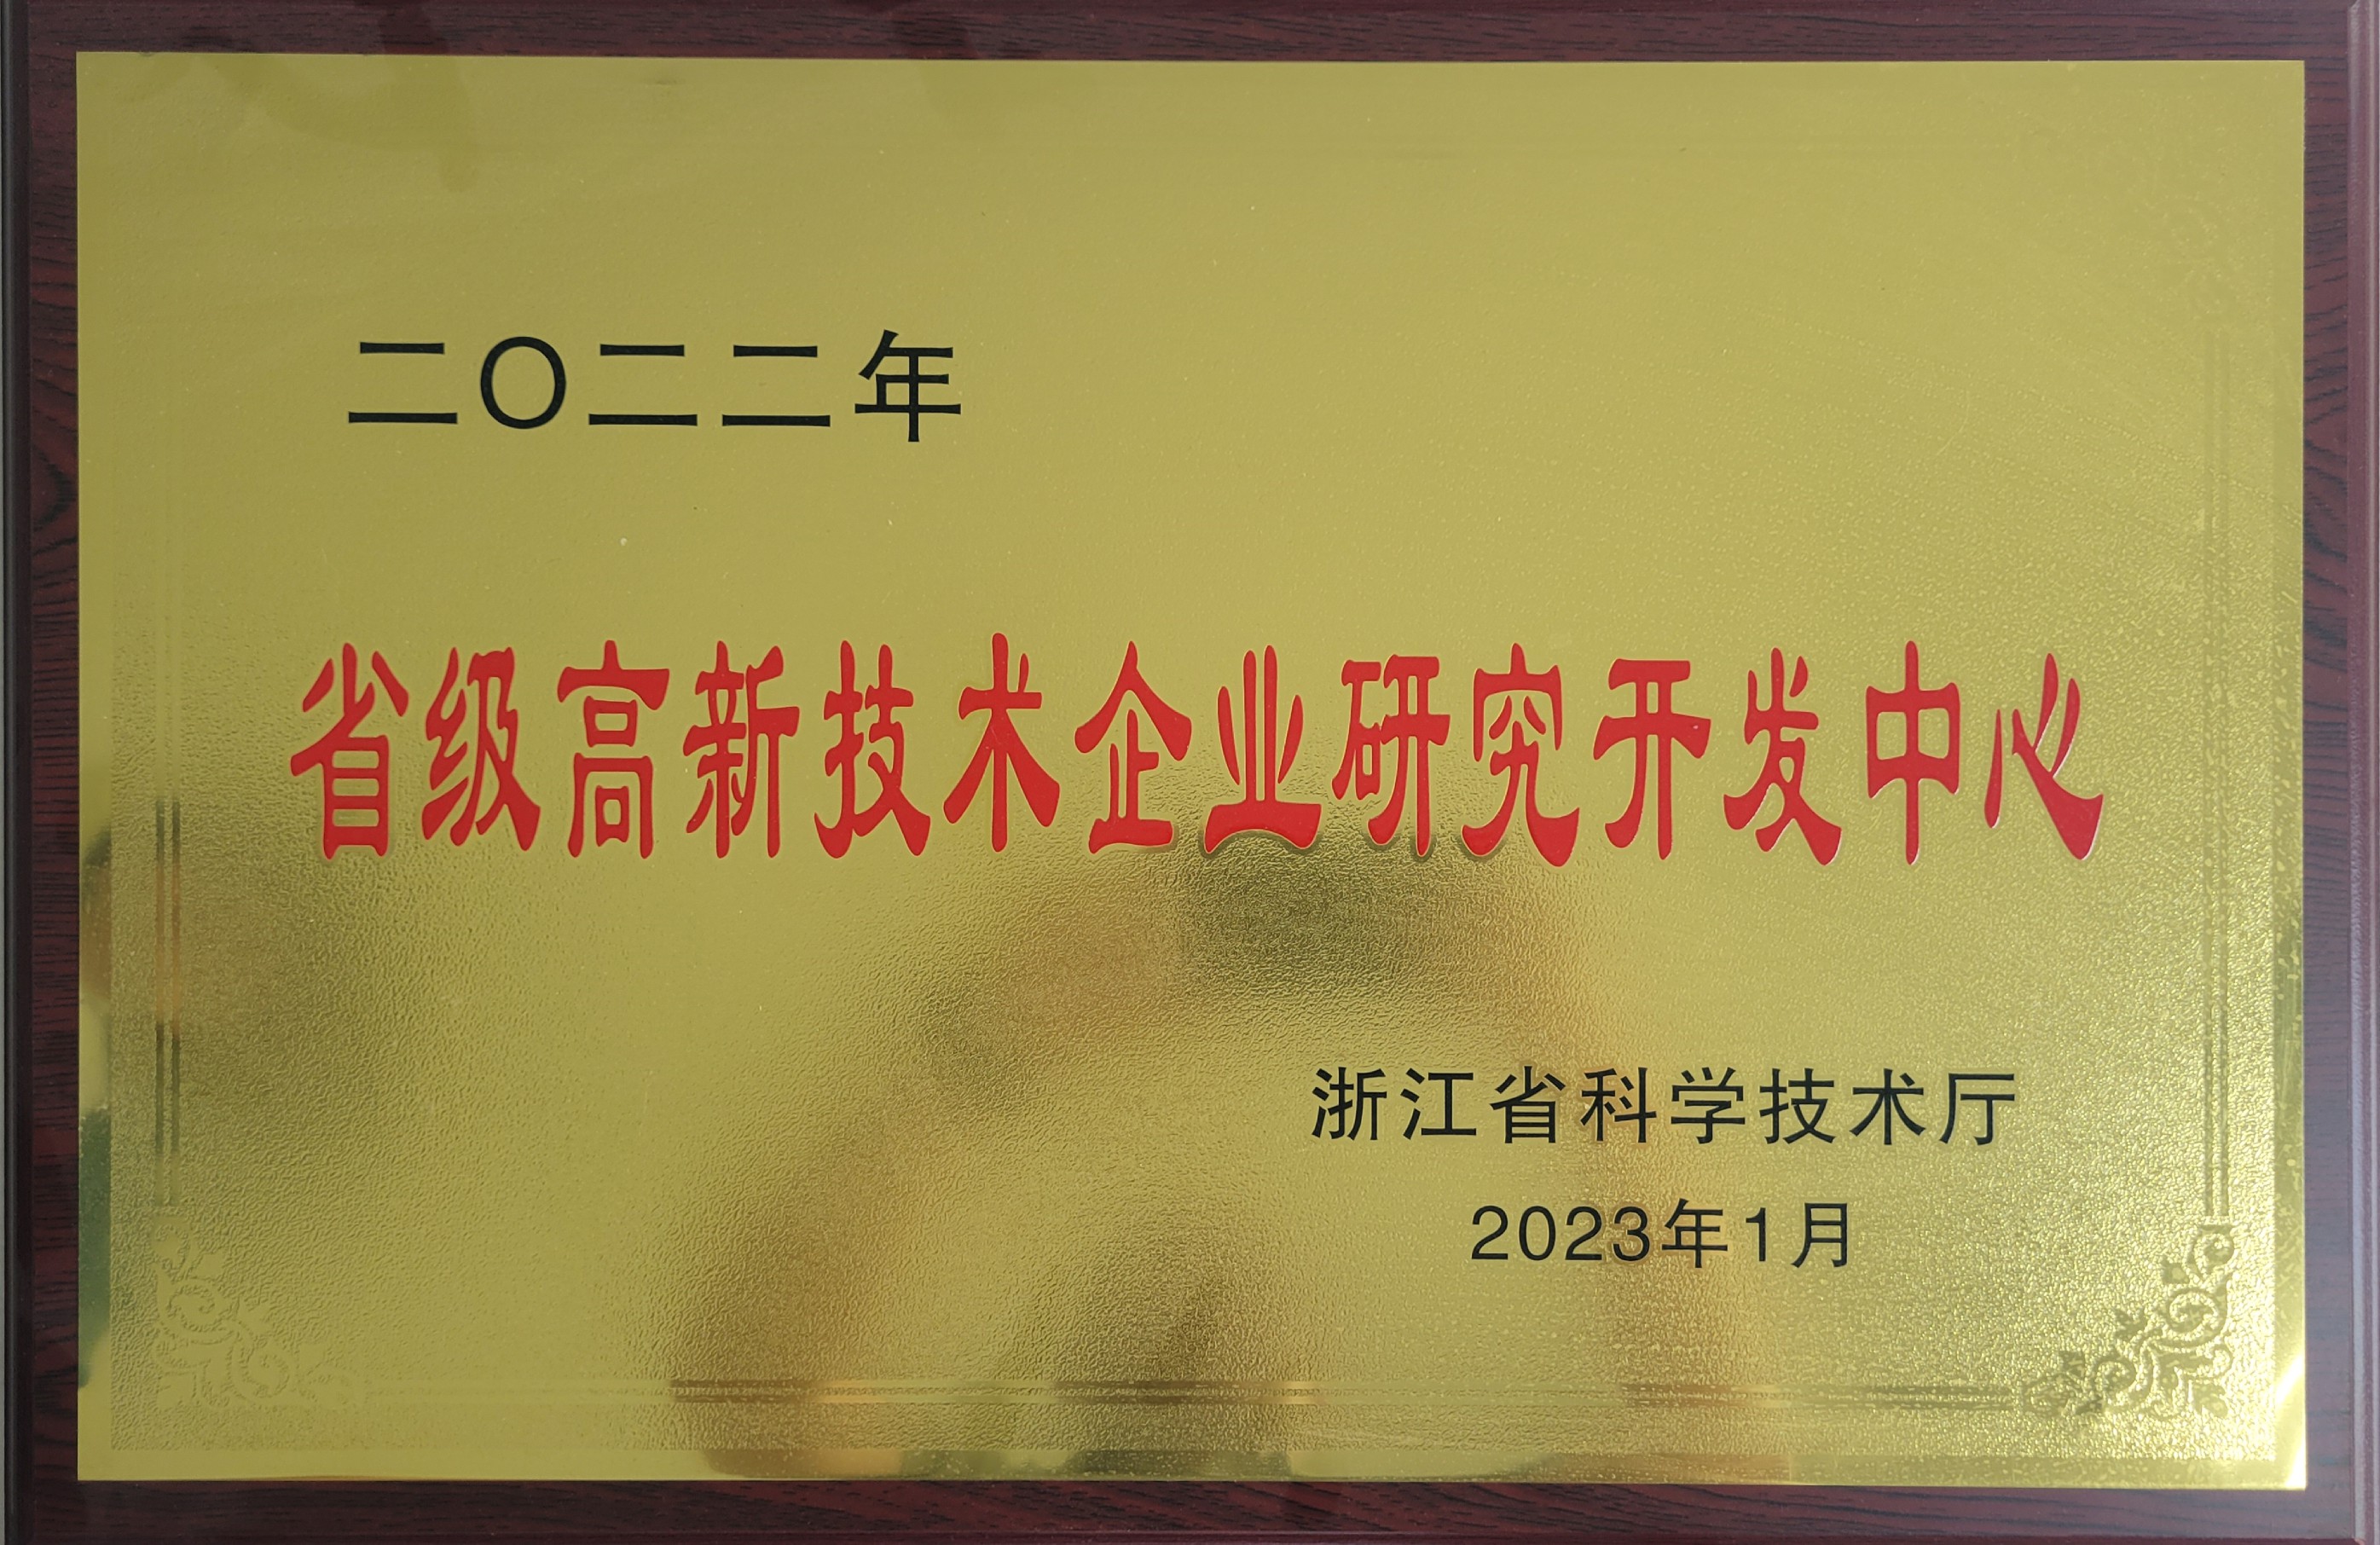 二〇二二年
省级高新技术企业研究开发中心
浙江省科学技术厅
2023年1月